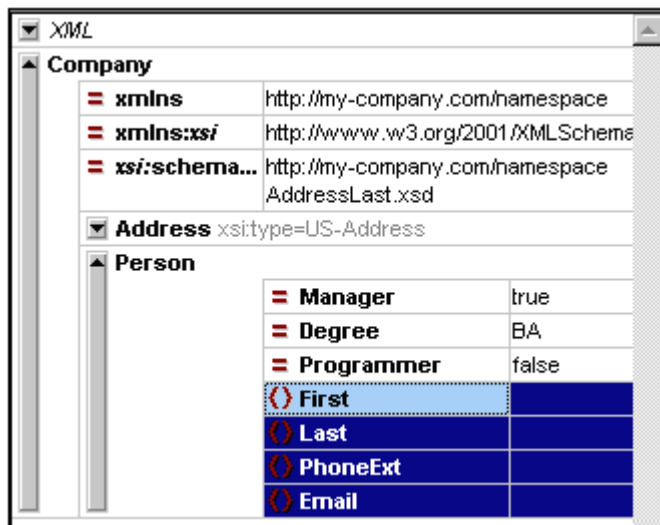 XML
Company
= xmlns http://my-company.com/namespace
= xmlns:xsi http://www.w3.org/2001/XMLSchema
= xsi:schema... http://my-company.com/namespace
AddressLast.xsd
Address xsi:type=US-Address
Person
= Manager true
= Degree BA
= Programmer false
() First
() Last
() PhoneExt
() Email